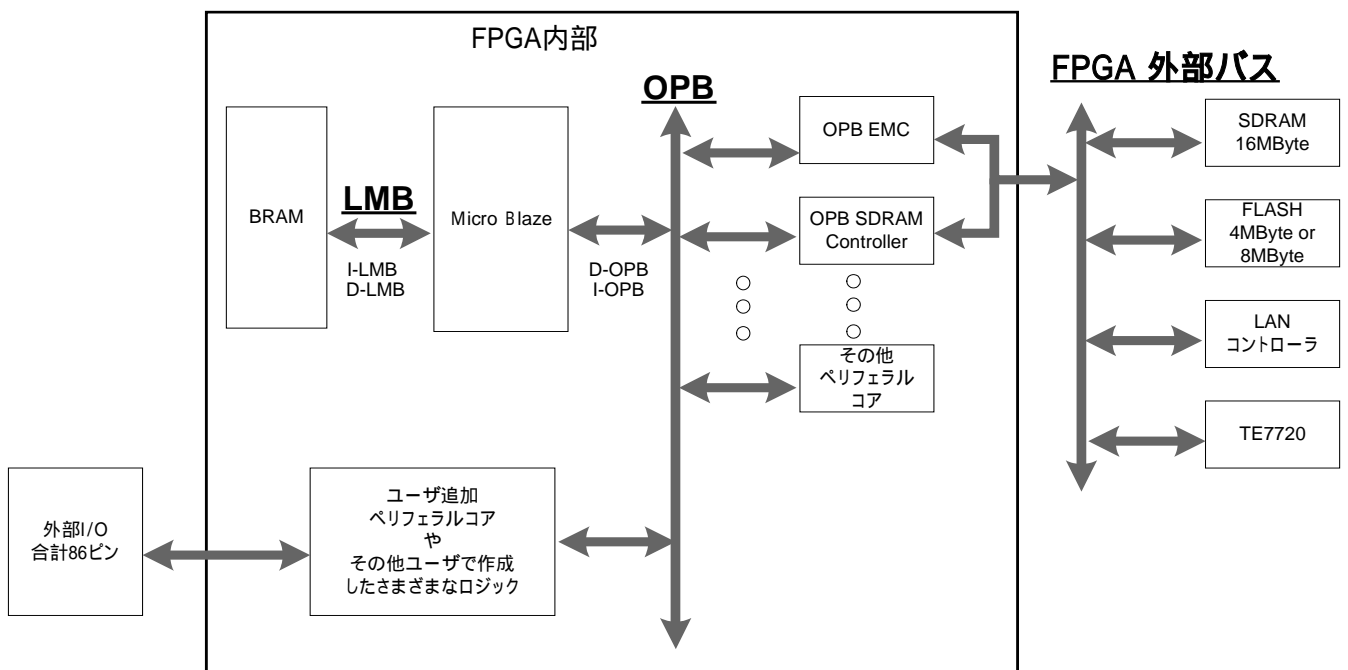 FPGA内部
FPGA 外部バス
OPB
BRAM
LMB
I-LMB
D-LMB
Micro Blaze
D-OPB
I-OPB
OPB EMC
OPB SDRAM
Controller
その他
ペリフェラル
コア
SDRAM
16MByte
FLASH
4MByte or
8MByte
LAN
コントローラ
TE7720
外部I/O
合計86ピン
ユーザ追加
ペリフェラルコア
や
その他ユーザで作成
したさまざまなロジック